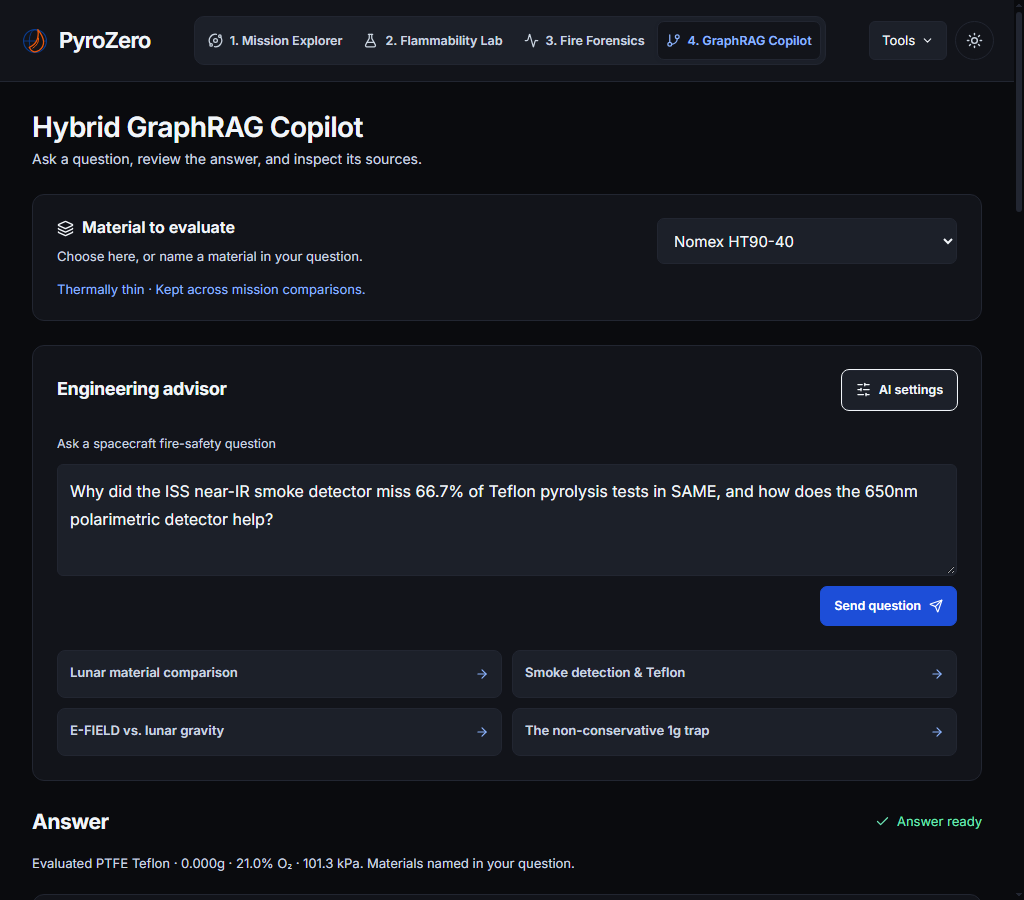 PyroZero
1. Mission Explorer
2. Flammability Lab
3. Fire Forensics
4. GraphRAG Copilot
Tools
Hybrid GraphRAG Copilot
Ask a question, review the answer, and inspect its sources.
Material to evaluate
Choose here, or name a material in your question.
Thermally thin · Kept across mission comparisons.
Nomex HT90-40
Engineering advisor
AI settings
Ask a spacecraft fire-safety question
Why did the ISS near-IR smoke detector miss 66.7% of Teflon pyrolysis tests in SAME, and how does the 650nm
polarimetric detector help?
Send question
Lunar material comparison
Smoke detection & Teflon
E-FIELD vs. lunar gravity
The non-conservative 1g trap
Answer
Answer ready
Evaluated PTFE Teflon · 0.000g · 21.0% O₂ · 101.3 kPa. Materials named in your question.